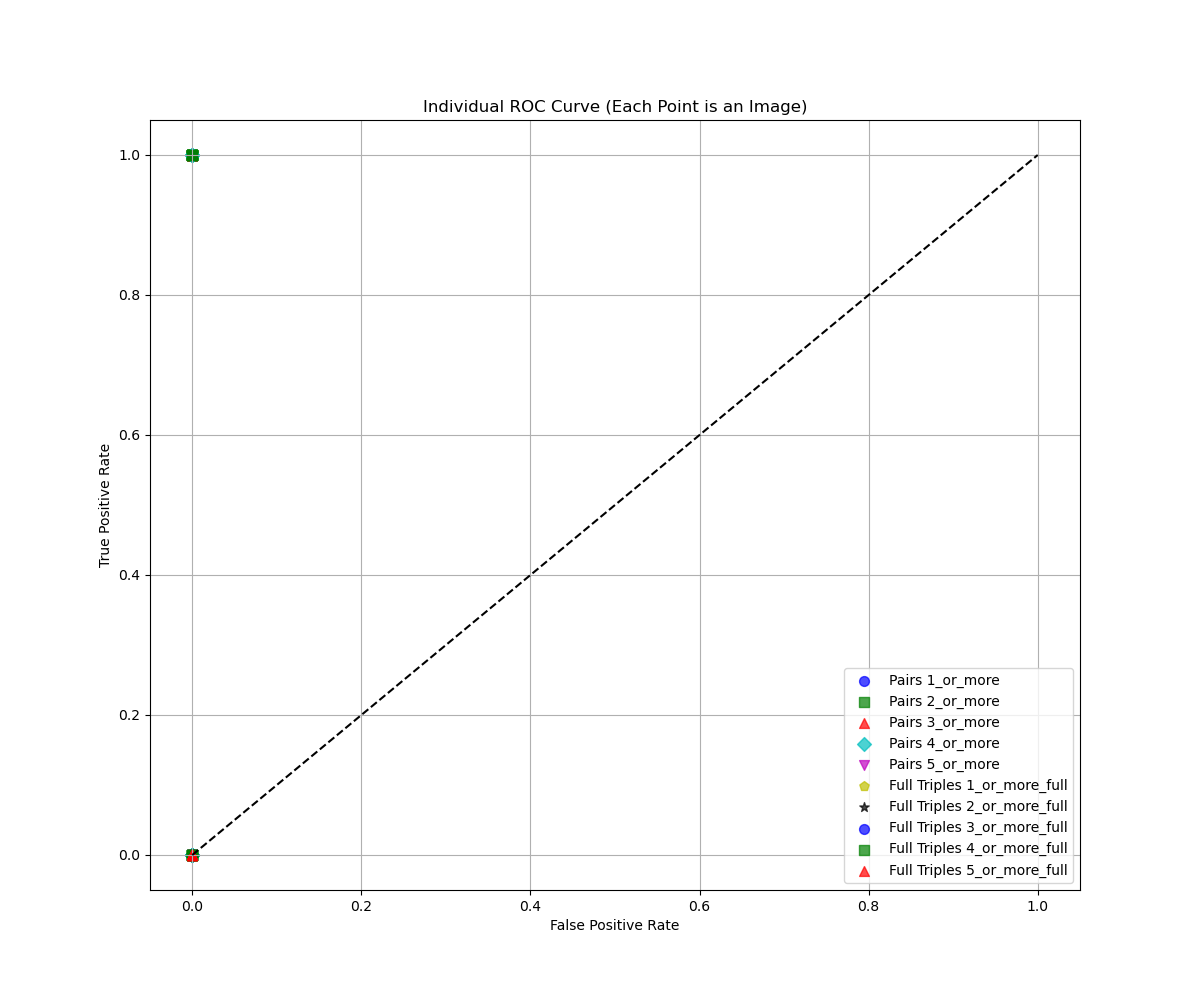 Individual ROC Curve (Each Point is an Image)
True Positive Rate
1.0
0.8
0.6
0.4
0.2
0.0
0.0 0.2 0.4 0.6 0.8 1.0
False Positive Rate
Pairs 1_or_more
Pairs 2_or_more
Pairs 3_or_more
Pairs 4_or_more
Pairs 5_or_more
Full Triples 1_or_more_full
Full Triples 2_or_more_full
Full Triples 3_or_more_full
Full Triples 4_or_more_full
Full Triples 5_or_more_full